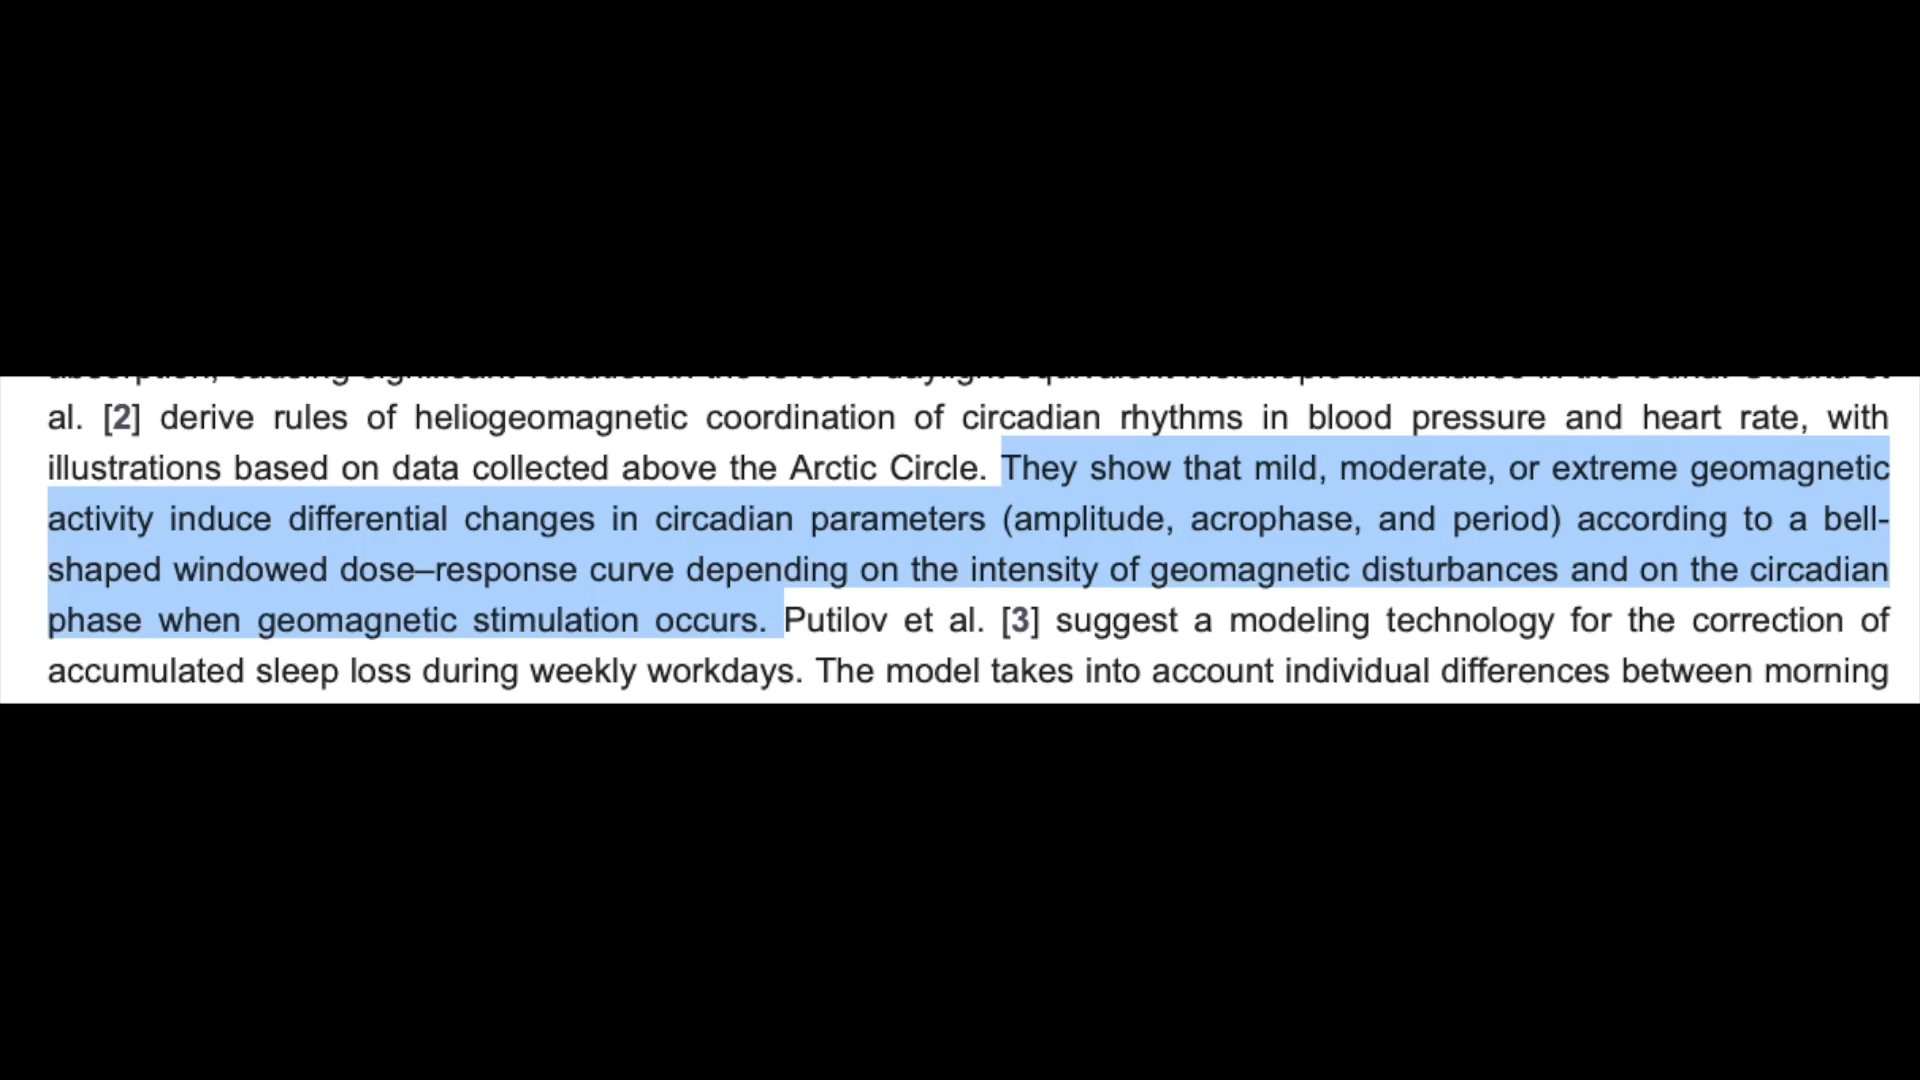 al. [2] derive rules of heliogeomagnetic coordination of circadian rhythms in blood pressure and heart rate, with
illustrations based on data collected above the Arctic Circle. They show that mild, moderate, or extreme geomagnetic
activity induce differential changes in circadian parameters (amplitude, acrophase, and period) according to a bell-
shaped windowed dose–response curve depending on the intensity of geomagnetic disturbances and on the circadian
phase when geomagnetic stimulation occurs. Putilov et al. [3] suggest a modeling technology for the correction of
accumulated sleep loss during weekly workdays. The model takes into account individual differences between morning